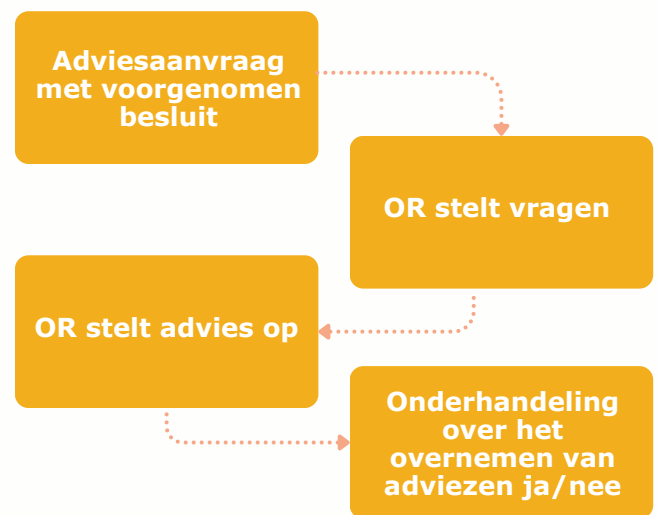 Adviesaanvraag
met voorgenomen
besluit
OR stelt vragen
OR stelt advies op
Onderhandeling
over het
overnemen van
adviezen ja/nee